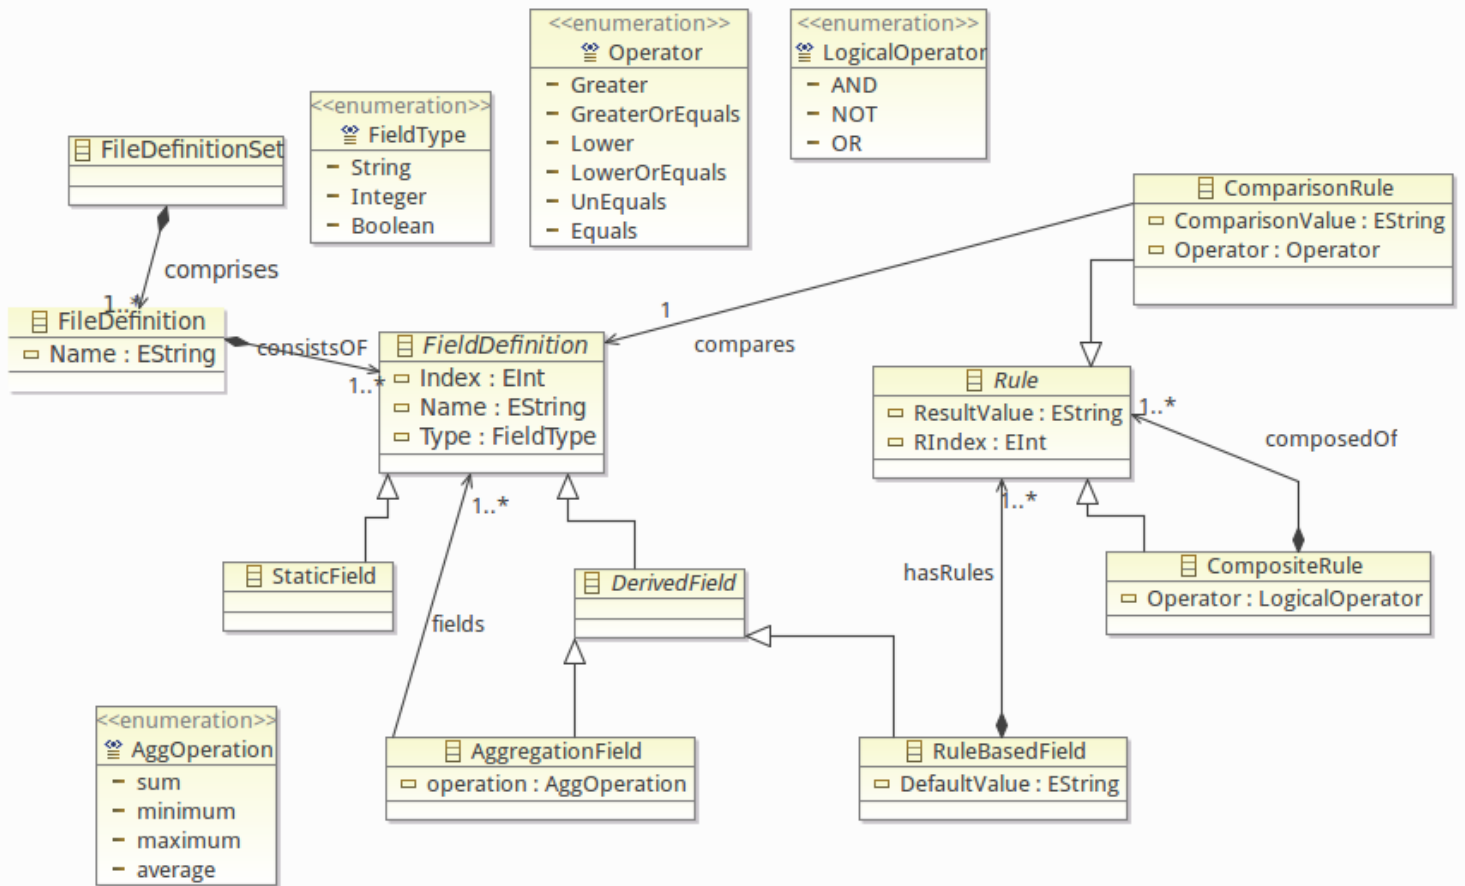 <<enumeration>>
Operator
Greater
GreaterOrEquals
Lower
LowerOrEquals
UnEquals
Equals
<<enumeration>>
LogicalOperator
AND
NOT
OR
<<enumeration>>
FieldType
String
Integer
Boolean
FileDefinitionSet
comprises
1..*
FileDefinition
Name : EString
consistsOF
1..*
FieldDefinition
Index : EInt
Name : EString
Type : FieldType
ComparisonRule
ComparisonValue : EString
Operator : Operator
1
compares
Rule
ResultValue : EString
RIndex : EInt
1..*
composedOf
1..*
1..*
hasRules
CompositeRule
Operator : LogicalOperator
StaticField
DerivedField
fields
<<enumeration>>
AggOperation
sum
minimum
maximum
average
AggregationField
operation : AggOperation
RuleBasedField
DefaultValue : EString